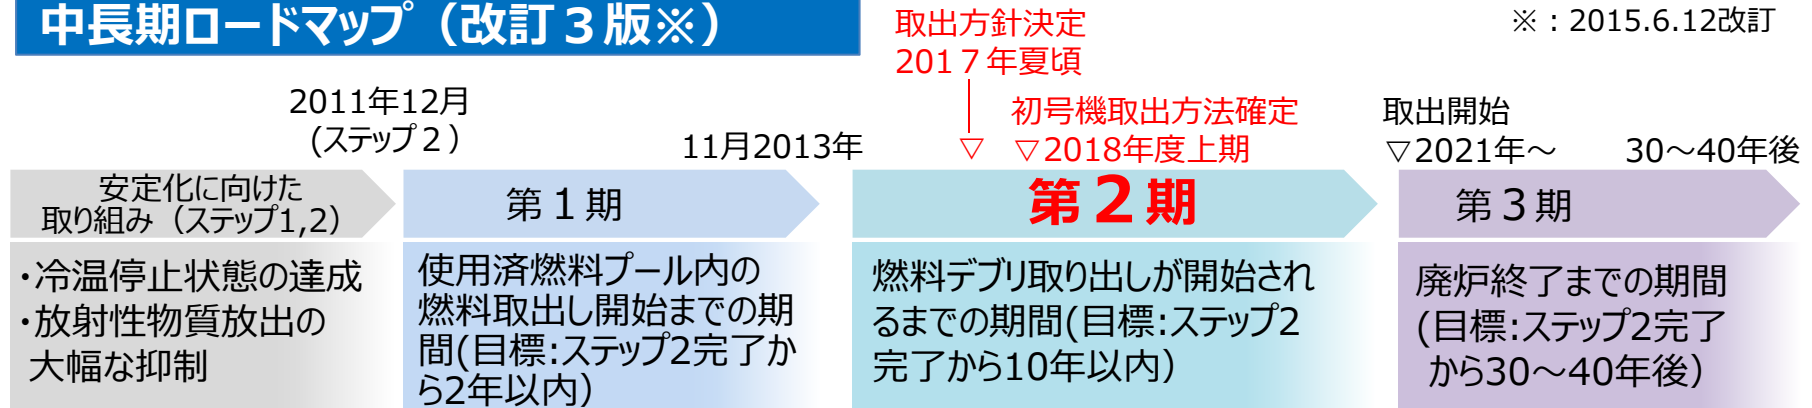 中長期ロードマップ（改訂３版※）
※：2015.6.12改訂
取出方針決定
201７年夏頃
2011年12月
(ステップ２）
11月2013年
初号機取出方法確定
▽
▽2018年度上期
取出開始
▽2021年～
30～40年後
安定化に向けた
取り組み（ステップ1,2）
第１期
第２期
第３期
・冷温停止状態の達成
・放射性物質放出の
大幅な抑制
使用済燃料プール内の
燃料取出し開始までの期
間(目標:ステップ2完了か
ら2年以内）
燃料デブリ取り出しが開始され
るまでの期間(目標:ステップ2
完了から10年以内）
廃炉終了までの期間
(目標:ステップ2完了
から30～40年後）